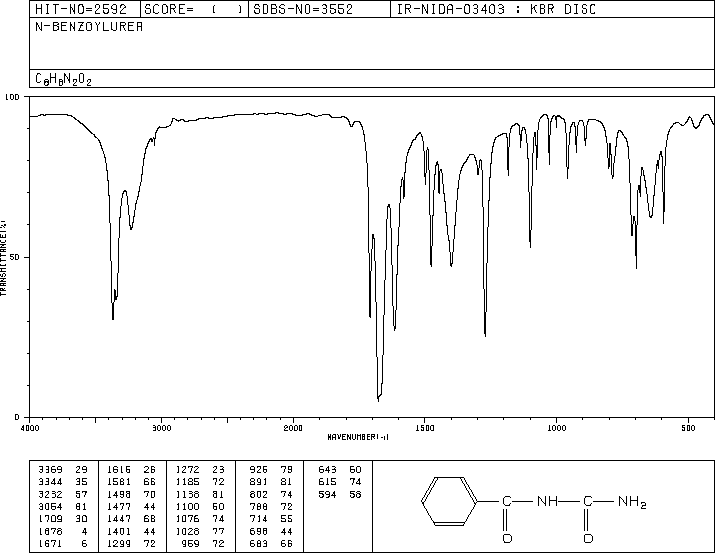 HIT-NO=2592 SCORE= ( ) SDBS-NO=3552 IR-NIDA-03403 : KBR DISC
N-BENZOYLUREA
C8H8N2O2
100
50
0
TRANSMITTANCE(%)
4000 3000 2000 1500 1000 500
WAVENUMBER(-1)
3369 29 1616 26 1272 23 926 79 643 60
3344 35 1581 66 1185 72 891 81 615 74
3232 57 1498 70 1138 81 802 74 594 58
3064 81 1477 44 1100 50 788 72
1709 30 1447 68 1076 74 714 55
1678 4 1401 44 1028 77 698 44
1671 6 1299 72 959 72 683 66
C NH C NH2
O O